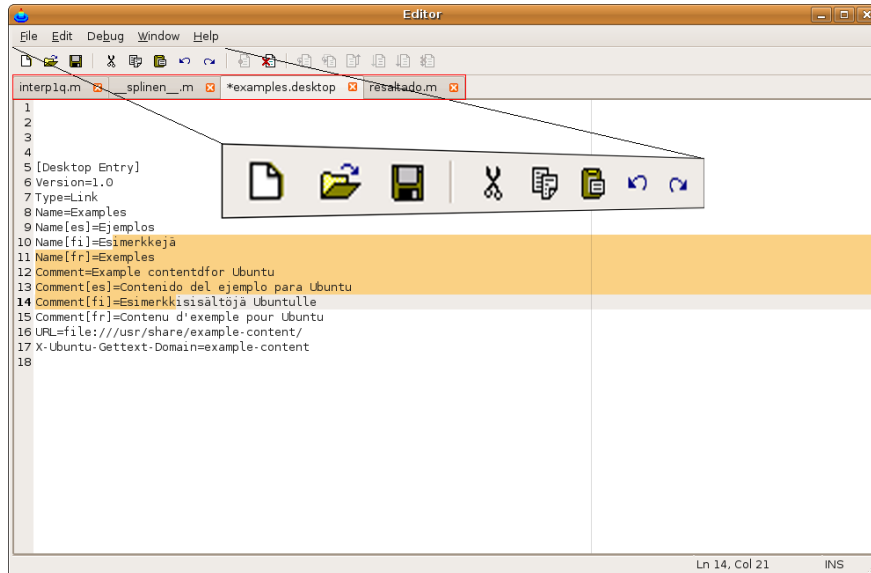 Editor
File Edit Debug Window Help
interp1q.m __splinen__.m *examples.desktop resaltado.m
1
2
3
4
5 [Desktop Entry]
6 Version=1.0
7 Type=Link
8 Name=Examples
9 Name[es]=Ejemplos
10 Name[fi]=Esimerkkejä
11 Name[fr]=Exemples
12 Comment=Example contentdfor Ubuntu
13 Comment[es]=Contenido del ejemplo para Ubuntu
14 Comment[fi]=Esimerkkisisältöjä Ubuntulle
15 Comment[fr]=Contenu d'exemple pour Ubuntu
16 URL=file:///usr/share/example-content/
17 X-Ubuntu-Gettext-Domain=example-content
18
Ln 14, Col 21 INS